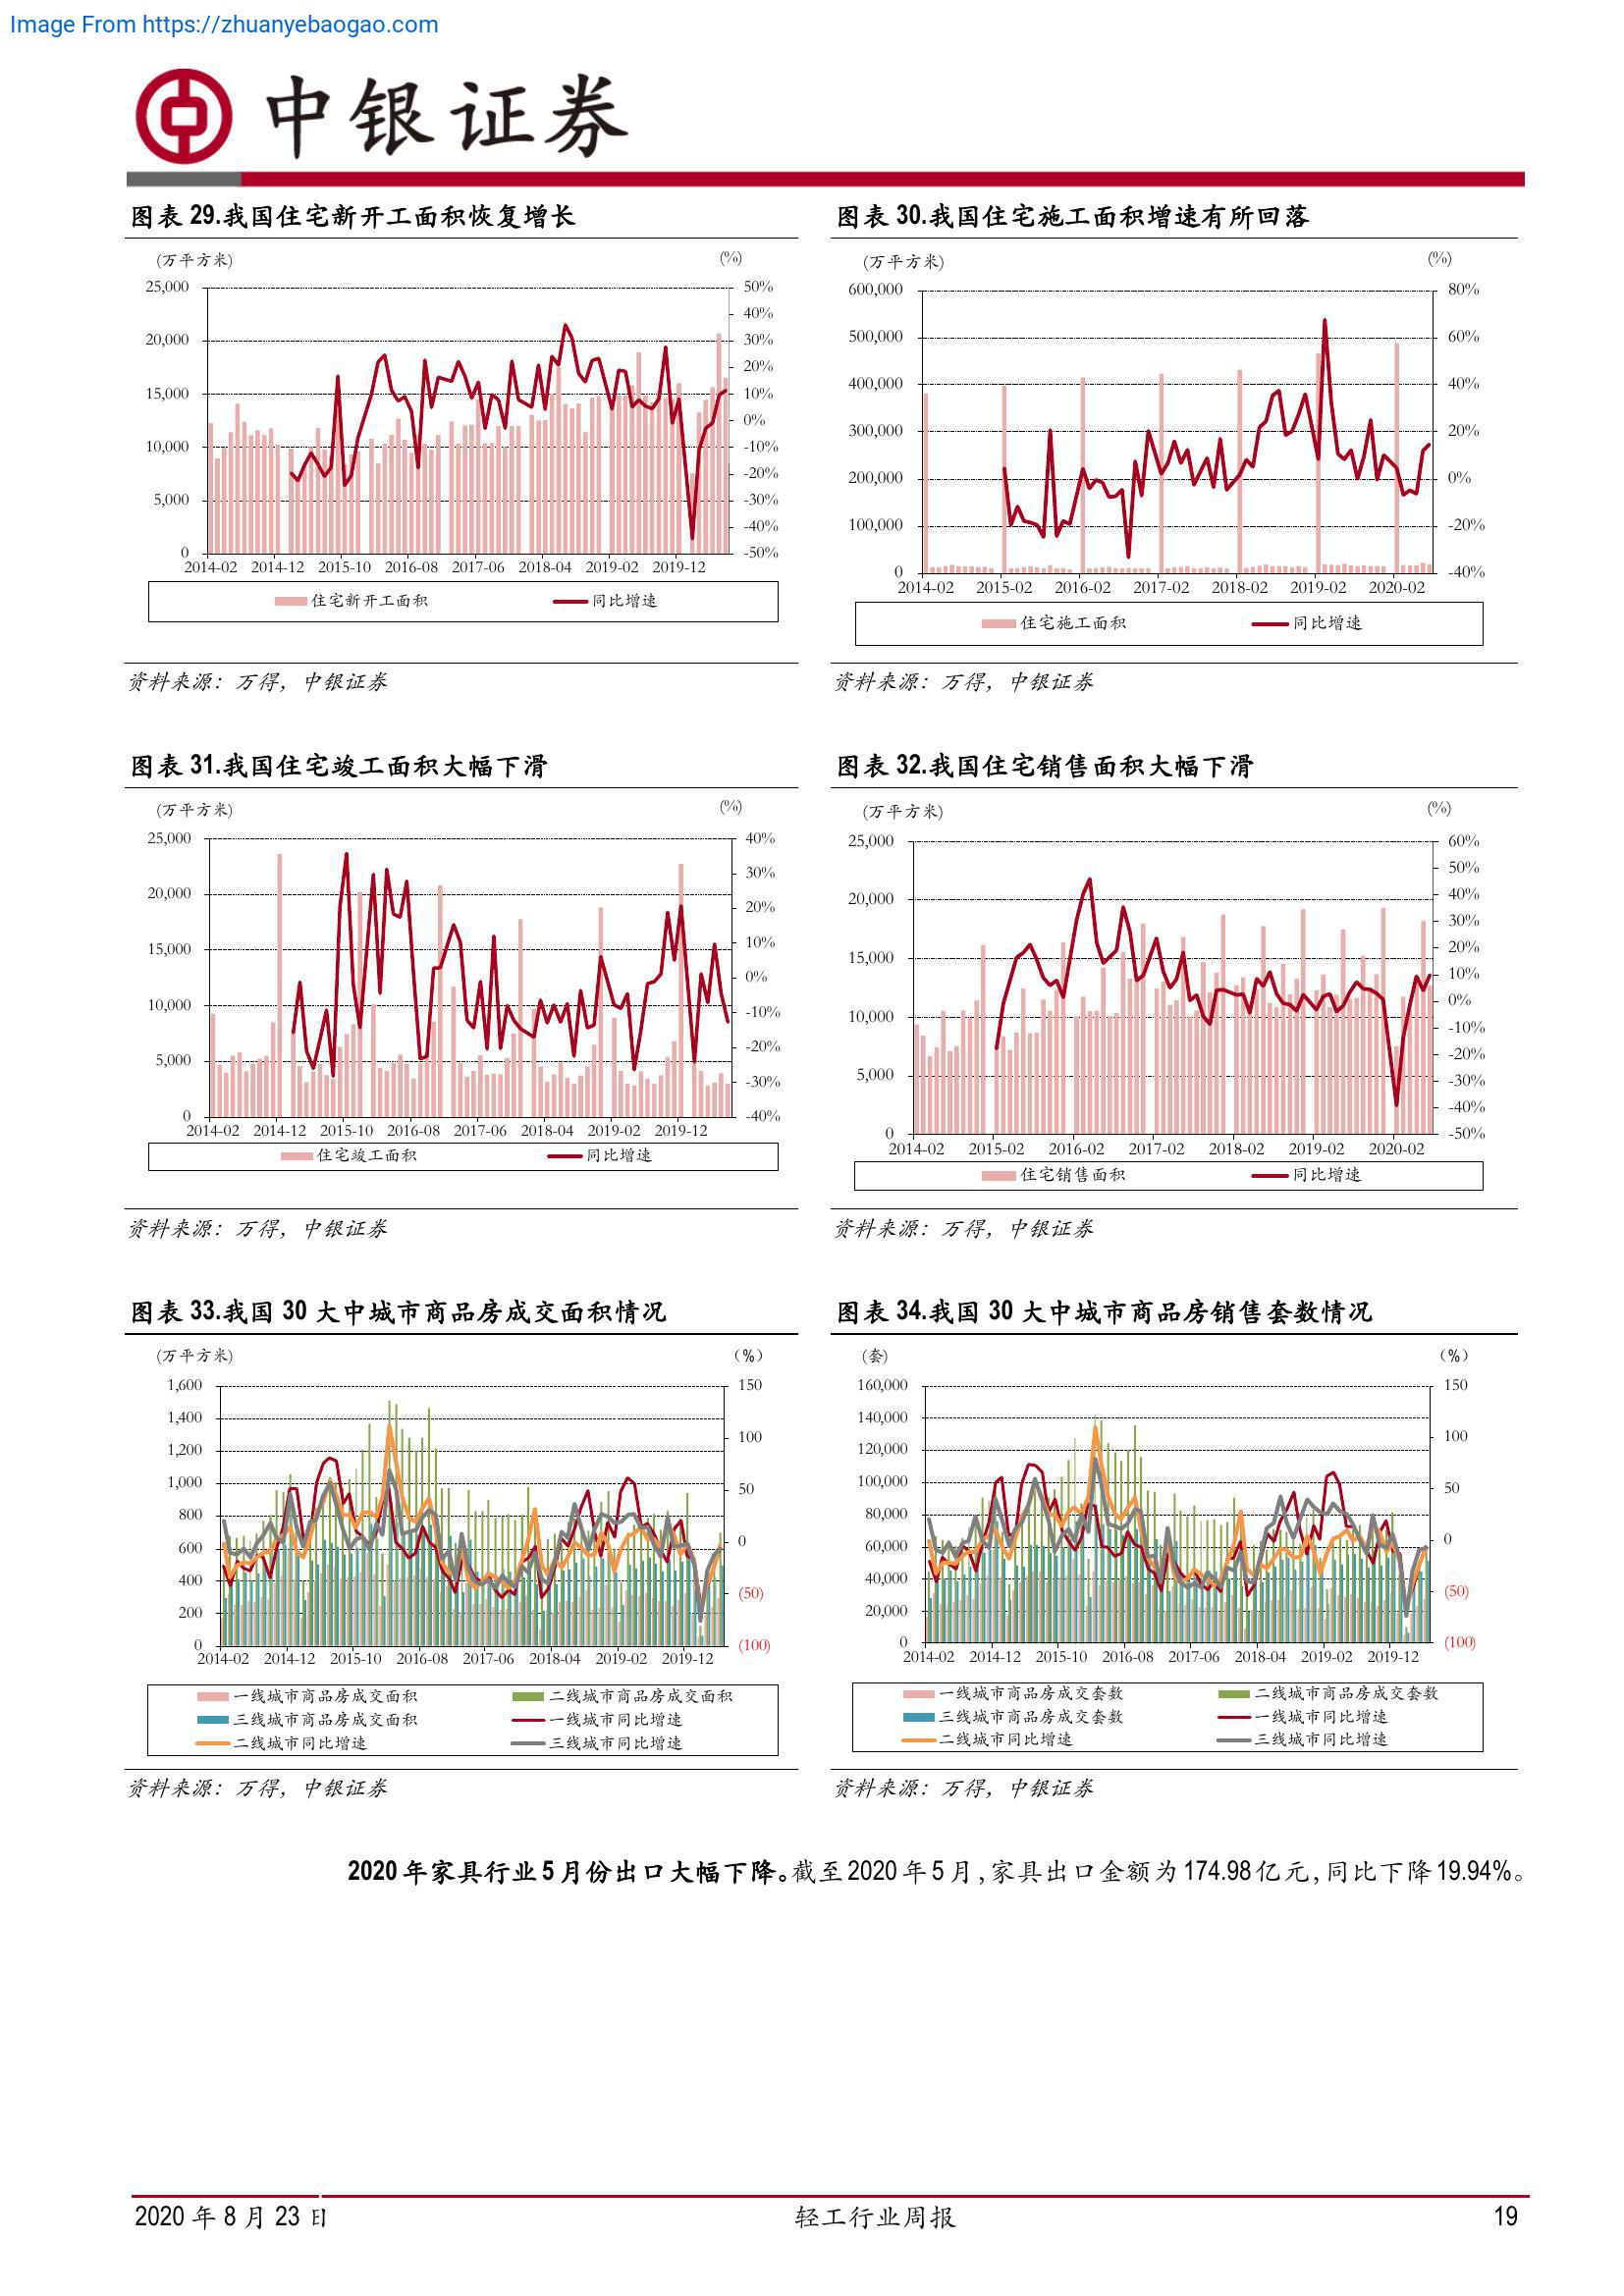 Image From https://zhuanyebaogao.com
中银证券
图表 29.我国住宅新开工面积恢复增长
(万平方米)
(%)
25,000
20,000
15,000
10,000
5,000
0
50%
40%
30%
20%
10%
0%
-10%
-20%
-30%
-40%
-50%
2014-02 2014-12 2015-10 2016-08 2017-06 2018-04 2019-02 2019-12
住宅新开工面积 同比增速
资料来源：万得，中银证券
图表 30.我国住宅施工面积增速有所回落
(万平方米)
(%)
600,000
500,000
400,000
300,000
200,000
100,000
0
80%
60%
40%
20%
0%
-20%
-40%
2014-02 2015-02 2016-02 2017-02 2018-02 2019-02 2020-02
住宅施工面积 同比增速
资料来源：万得，中银证券
图表 31.我国住宅竣工面积大幅下滑
(万平方米)
(%)
25,000
20,000
15,000
10,000
5,000
0
40%
30%
20%
10%
0%
-10%
-20%
-30%
-40%
2014-02 2014-12 2015-10 2016-08 2017-06 2018-04 2019-02 2019-12
住宅竣工面积 同比增速
资料来源：万得，中银证券
图表 32.我国住宅销售面积大幅下滑
(万平方米)
(%)
25,000
20,000
15,000
10,000
5,000
0
60%
50%
40%
30%
20%
10%
0%
-10%
-20%
-30%
-40%
-50%
2014-02 2015-02 2016-02 2017-02 2018-02 2019-02 2020-02
住宅销售面积 同比增速
资料来源：万得，中银证券
图表 33.我国 30 大中城市商品房成交面积情况
(万平方米)
(%)
1,600
1,400
1,200
1,000
800
600
400
200
0
150
100
50
0
(50)
(100)
2014-02 2014-12 2015-10 2016-08 2017-06 2018-04 2019-02 2019-12
一线城市商品房成交面积 二线城市商品房成交面积
三线城市商品房成交面积 一线城市同比增速
二线城市同比增速 三线城市同比增速
资料来源：万得，中银证券
图表 34.我国 30 大中城市商品房销售套数情况
(套)
(%)
160,000
140,000
120,000
100,000
80,000
60,000
40,000
20,000
0
150
100
50
0
(50)
(100)
2014-02 2014-12 2015-10 2016-08 2017-06 2018-04 2019-02 2019-12
一线城市商品房成交套数 二线城市商品房成交套数
三线城市商品房成交套数 一线城市同比增速
二线城市同比增速 三线城市同比增速
资料来源：万得，中银证券
2020 年家具行业 5 月份出口大幅下降。截至 2020 年 5 月，家具出口金额为 174.98 亿元，同比下降 19.94%。
2020 年 8 月 23 日 轻工行业周报 19